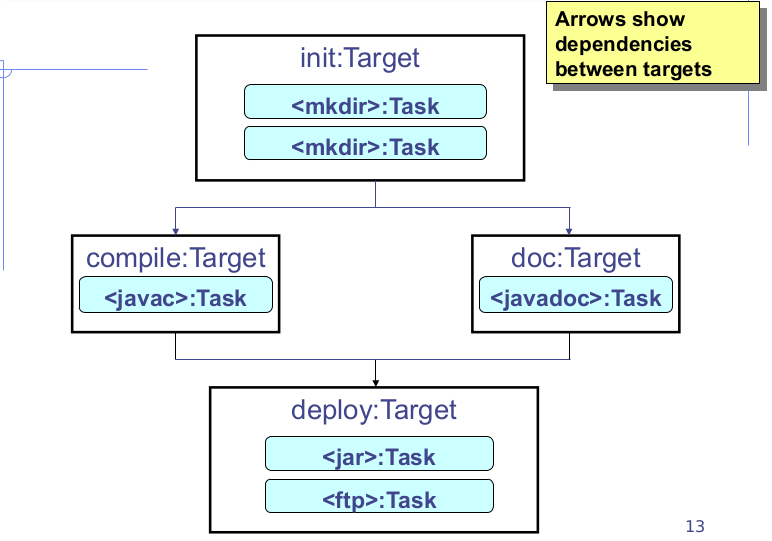 Arrows show
dependencies
between targets
init:Target
<mkdir>:Task
<mkdir>:Task
compile:Target
<javac>:Task
doc:Target
<javadoc>:Task
deploy:Target
<jar>:Task
<ftp>:Task
13